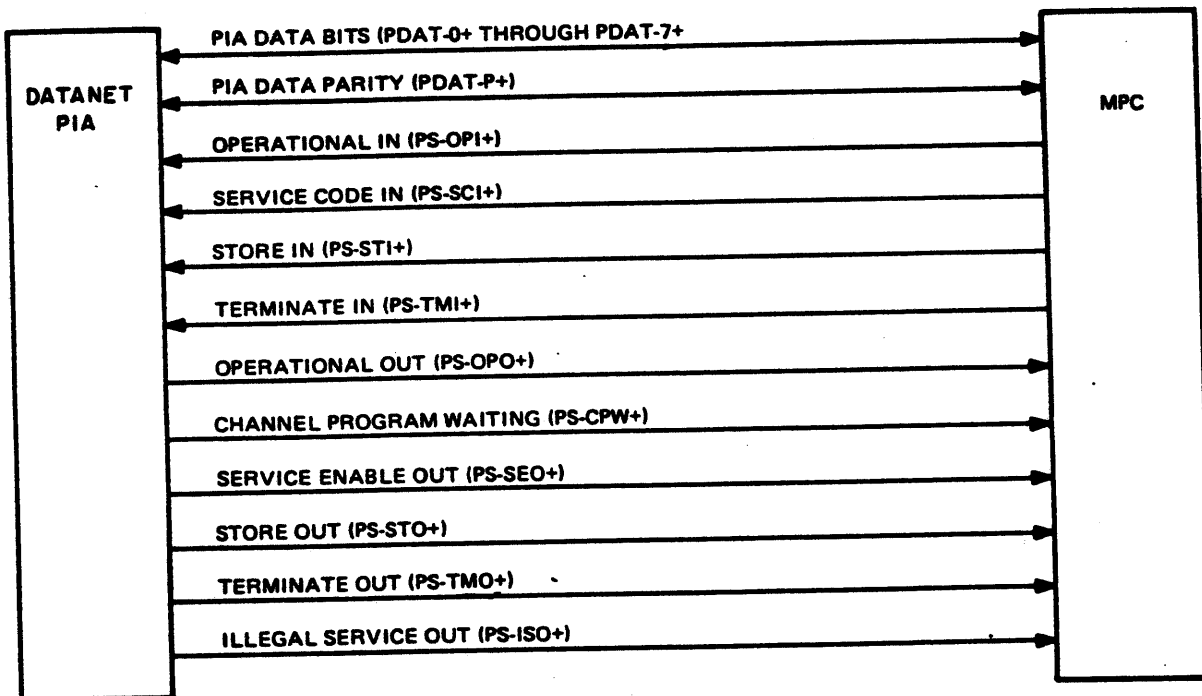 PIA DATA BITS (PDAT-0+ THROUGH PDAT-7+
DATANET
PIA
MPC
PIA DATA PARITY (PDAT-P+)
OPERATIONAL IN (PS-OPI+)
SERVICE CODE IN (PS-SCI+)
STORE IN (PS-STI+)
TERMINATE IN (PS-TMI+)
OPERATIONAL OUT (PS-OPO+)
CHANNEL PROGRAM WAITING (PS-CPW+)
SERVICE ENABLE OUT (PS-SEO+)
STORE OUT (PS-STO+)
TERMINATE OUT (PS-TMO+)
ILLEGAL SERVICE OUT (PS-ISO+)